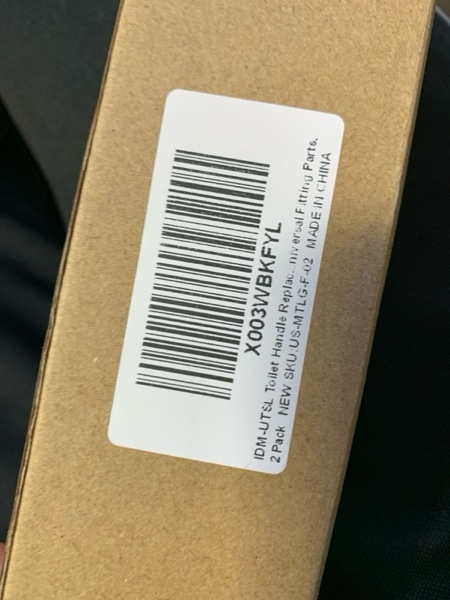 X003WBKFYL
IDM-UTSL Toilet Handle Replac... niversal Fitting Parts,
2 Pack NEW SKU:US-MTLG-F-02 MADE IN CHINA